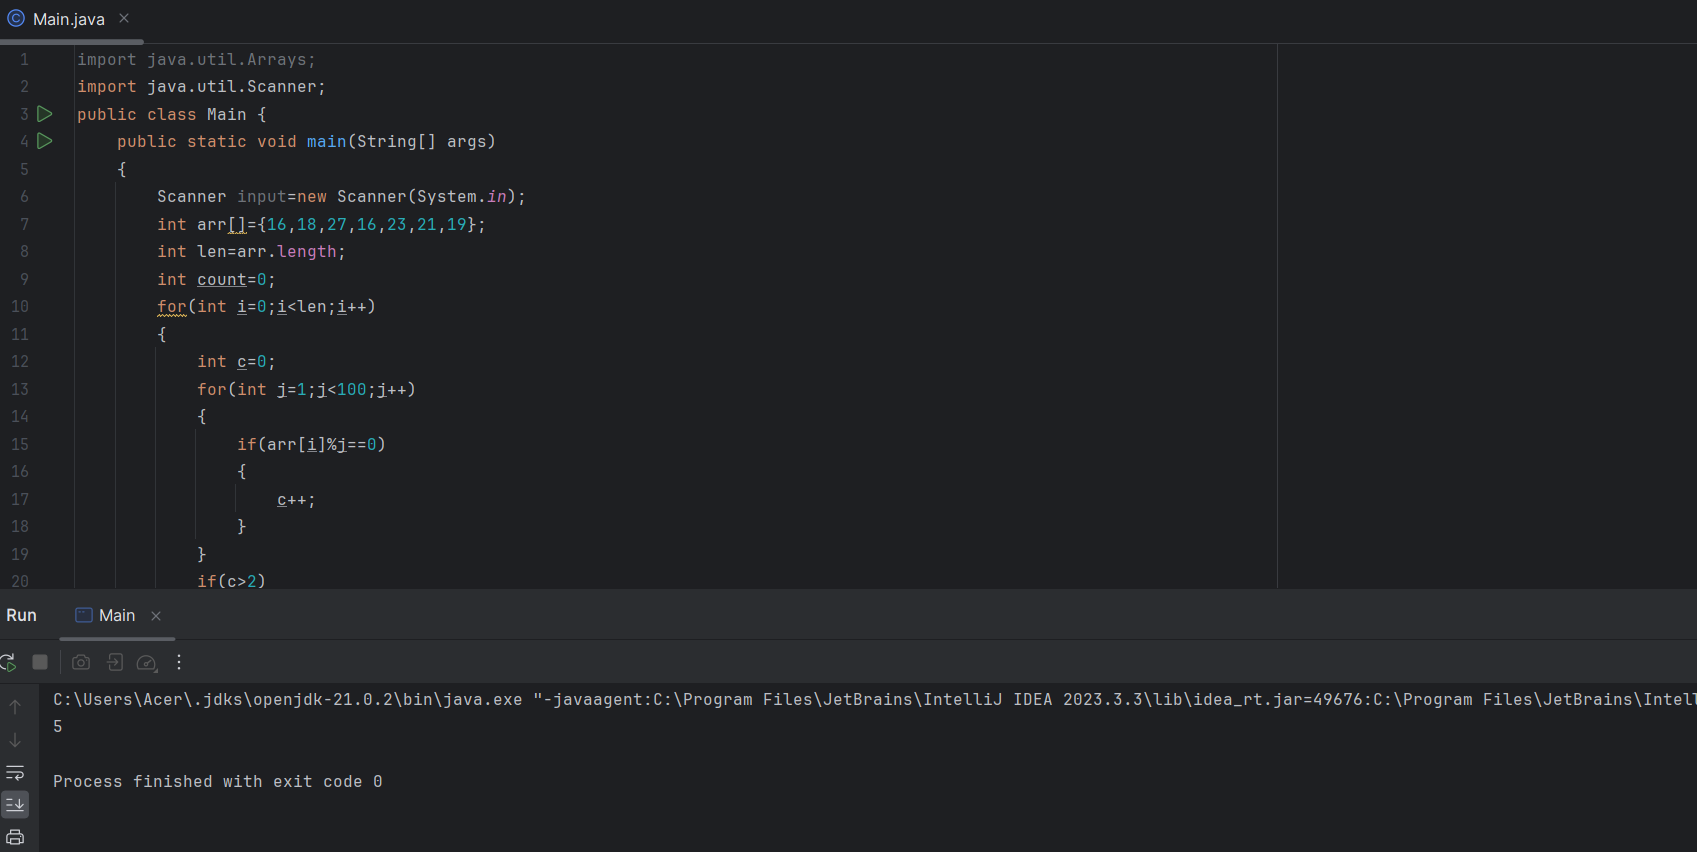 Main.java
1 import java.util.Arrays;
2 import java.util.Scanner;
3 public class Main {
4 public static void main(String[] args)
5 {
6 Scanner input=new Scanner(System.in);
7 int arr[]={16,18,27,16,23,21,19};
8 int len=arr.length;
9 int count=0;
10 for(int i=0;i<len;i++)
11 {
12 int c=0;
13 for(int j=1;j<100;j++)
14 {
15 if(arr[i]%j==0)
16 {
17 c++;
18 }
19 }
20 if(c>2)
Run Main
C:\Users\Acer\.jdks\openjdk-21.0.2\bin\java.exe "-javaagent:C:\Program Files\JetBrains\IntelliJ IDEA 2023.3.3\lib\idea_rt.jar=49676:C:\Program Files\JetBrains\Intell
5
Process finished with exit code 0